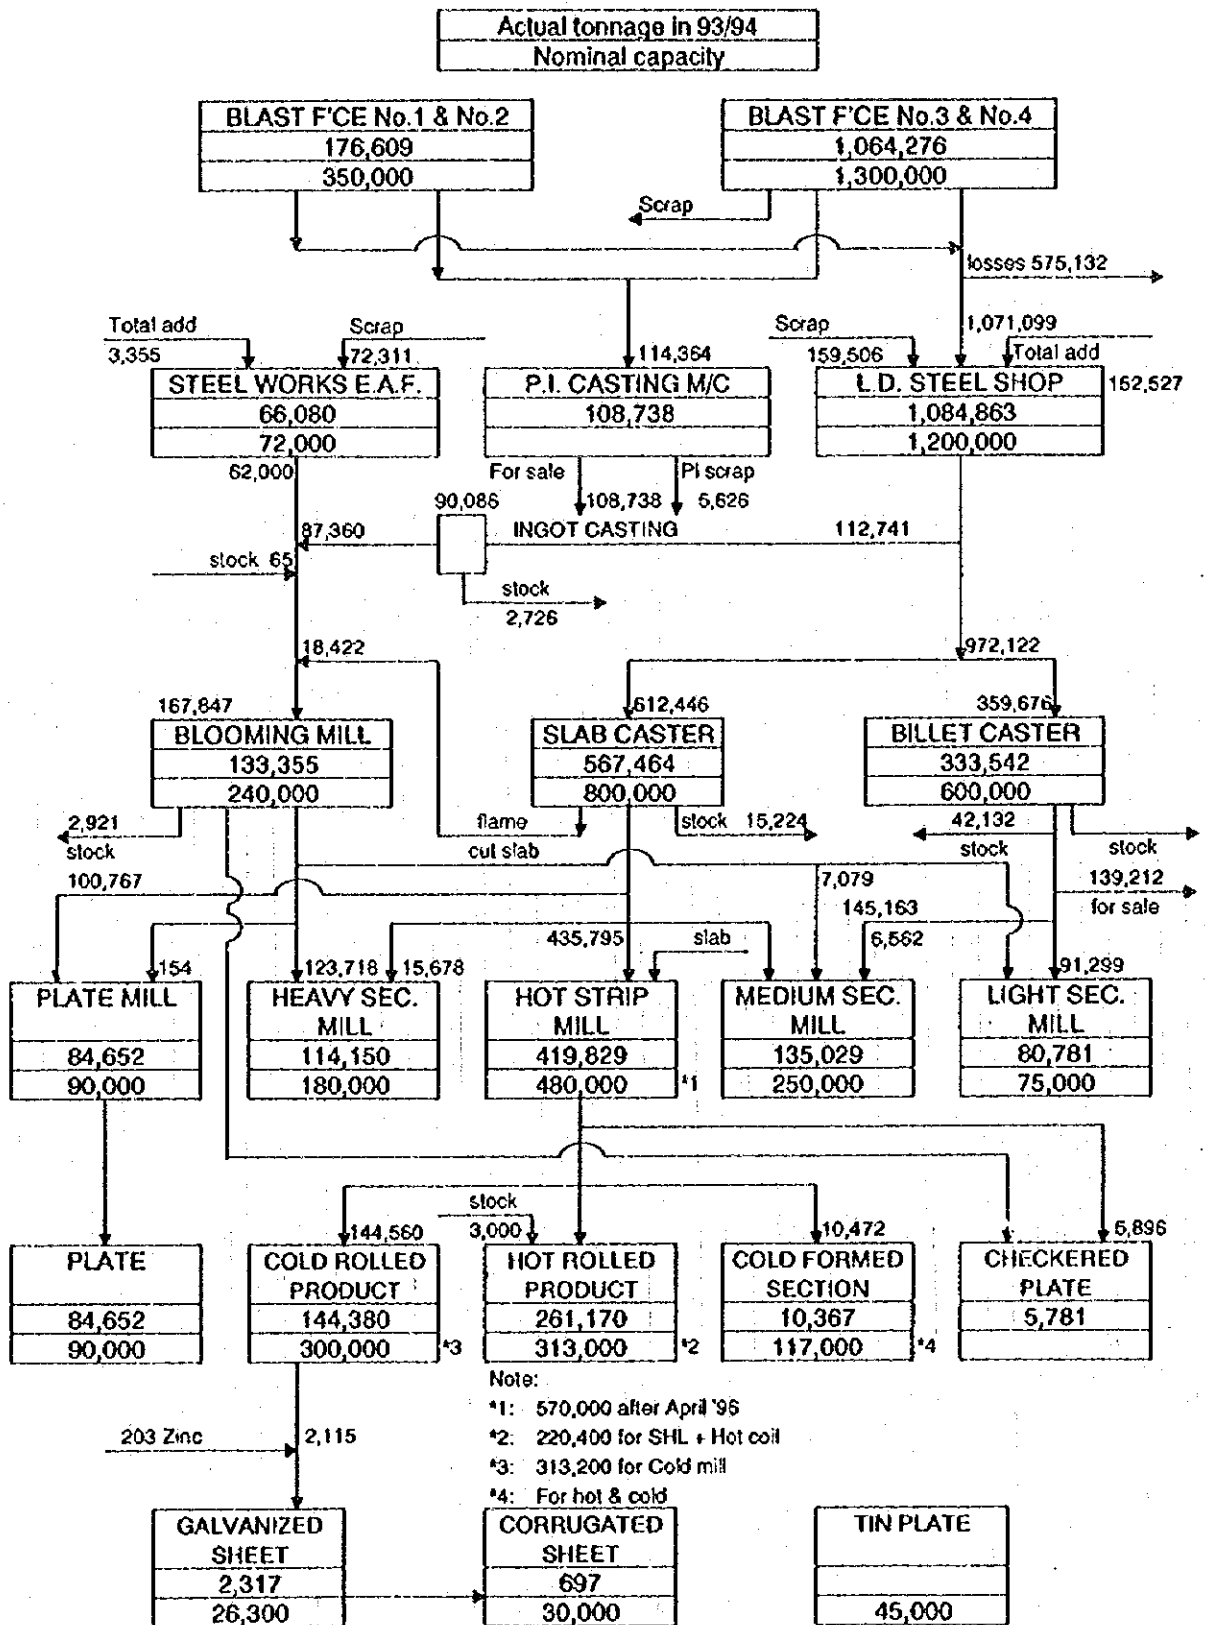 Actual tonnage in 93/94
Nominal capacity
BLAST F'CE No.1 & No.2
176,609
350,000
BLAST F'CE No.3 & No.4
1,064,276
1,300,000
Scrap
losses 575,132
Total add
3,355
Scrap
72,311
114,364
Scrap
159,506
1,071,099
Total add
162,527
STEEL WORKS E.A.F.
66,080
72,000
P.I. CASTING M/C
108,738
L.D. STEEL SHOP
1,084,863
1,200,000
62,000
For sale
108,738
PI scrap
5,626
90,086
87,360
INGOT CASTING
112,741
stock 65
stock
2,726
18,422
972,122
167,847
612,446
359,676
BLOOMING MILL
133,355
240,000
SLAB CASTER
567,464
800,000
BILLET CASTER
333,542
600,000
2,921
stock
flame
cut slab
stock 15,224
42,132
stock
stock
100,767
7,079
139,212
for sale
145,163
6,562
435,795
slab
154
123,718
15,678
91,299
PLATE MILL
84,652
90,000
HEAVY SEC.
MILL
114,150
180,000
HOT STRIP
MILL
419,829
480,000
*1
MEDIUM SEC.
MILL
135,029
250,000
LIGHT SEC.
MILL
80,781
75,000
144,560
stock
3,000
10,472
5,896
PLATE
84,652
90,000
COLD ROLLED
PRODUCT
144,380
300,000
*3
HOT ROLLED
PRODUCT
261,170
313,000
*2
COLD FORMED
SECTION
10,367
117,000
*4
CHECKERED
PLATE
5,781
Note:
*1: 570,000 after April '96
*2: 220,400 for SHL + Hot coil
*3: 313,200 for Cold mill
*4: For hot & cold
203 Zinc
2,115
GALVANIZED
SHEET
2,317
26,300
CORRUGATED
SHEET
697
30,000
TIN PLATE
45,000